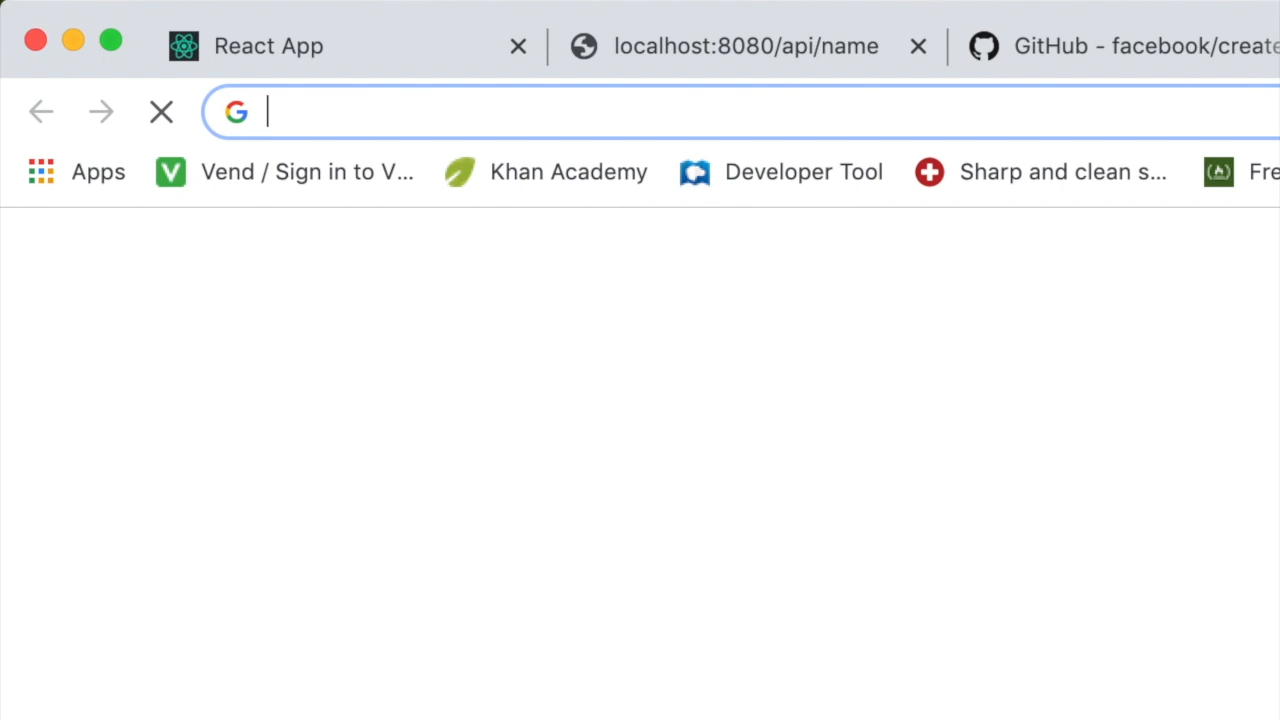 React App
localhost:8080/api/name
GitHub - facebook/create
Apps
Vend / Sign in to V...
Khan Academy
Developer Tool
Sharp and clean s...
Fre